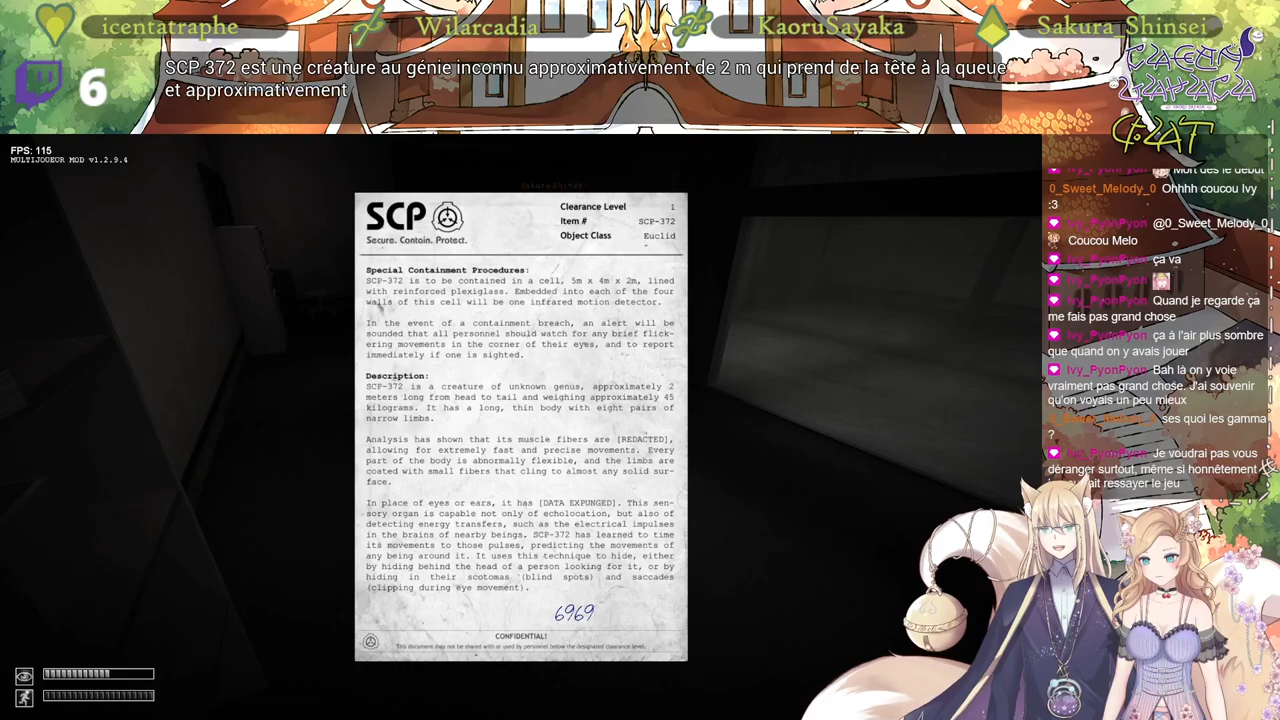 icentatraphe
Wilarcadia
KaoruSayaka
Sakura_Shinsei
6
SCP 372 est une créature au génie inconnu approximativement de 2 m qui prend de la tête à la queue
et approximativement
FPS: 115
MULTIJOUEUR MOD v1.2.9.4
SCP
Secure. Contain. Protect.
Clearance Level 1
Item # SCP-372
Object Class Euclid
Special Containment Procedures:
SCP-372 is to be contained in a cell, 5m x 4m x 2m, lined
with reinforced plexiglass. Embedded into each of the four
walls of this cell will be one infrared motion detector.
In the event of a containment breach, an alert will be
sounded that all personnel should watch for any brief flick-
ering movements in the corner of their eyes, and to report
immediately if one is sighted.
Description:
SCP-372 is a creature of unknown genus, approximately 2
meters long from head to tail and weighing approximately 45
kilograms. It has a long, thin body with eight pairs of
narrow limbs.
Analysis has shown that its muscle fibers are [REDACTED],
allowing for extremely fast and precise movements. Every
part of the body is abnormally flexible, and the limbs are
coated with small fibers that cling to almost any solid sur-
face.
In place of eyes or ears, it has [DATA EXPUNGED]. This sen-
sory organ is capable not only of echolocation, but also of
detecting energy transfers, such as the electrical impulses
in the brains of nearby beings. SCP-372 has learned to time
its movements to those pulses, predicting the movements of
any being around it. It uses this technique to hide, either
by hiding behind the head of a person looking for it, or by
hiding in their scotomas (blind spots) and saccades
(clipping during eye movement).
6969
CONFIDENTIAL!
This document may not be shared with or used by personnel below the designated clearance level.
Ivy_PyonPyon Mort dès le début
0_Sweet_Melody_0 Ohhhh coucou Ivy
:3
Ivy_PyonPyon @0_Sweet_Melody_0
Coucou Melo
Ivy_PyonPyon ça va
Ivy_PyonPyon
Ivy_PyonPyon Quand je regarde ça
me fais pas grand chose
Ivy_PyonPyon ça à l'air plus sombre
que quand on y avais jouer
Ivy_PyonPyon Bah là on y voie
vraiment pas grand chose. J'ai souvenir
qu'on voyais un peu mieux
0_Sweet_Melody_0 ses quoi les gamma
?
Ivy_PyonPyon Je voudrai pas vous
déranger surtout, même si honnêtement
ait ressayer le jeu